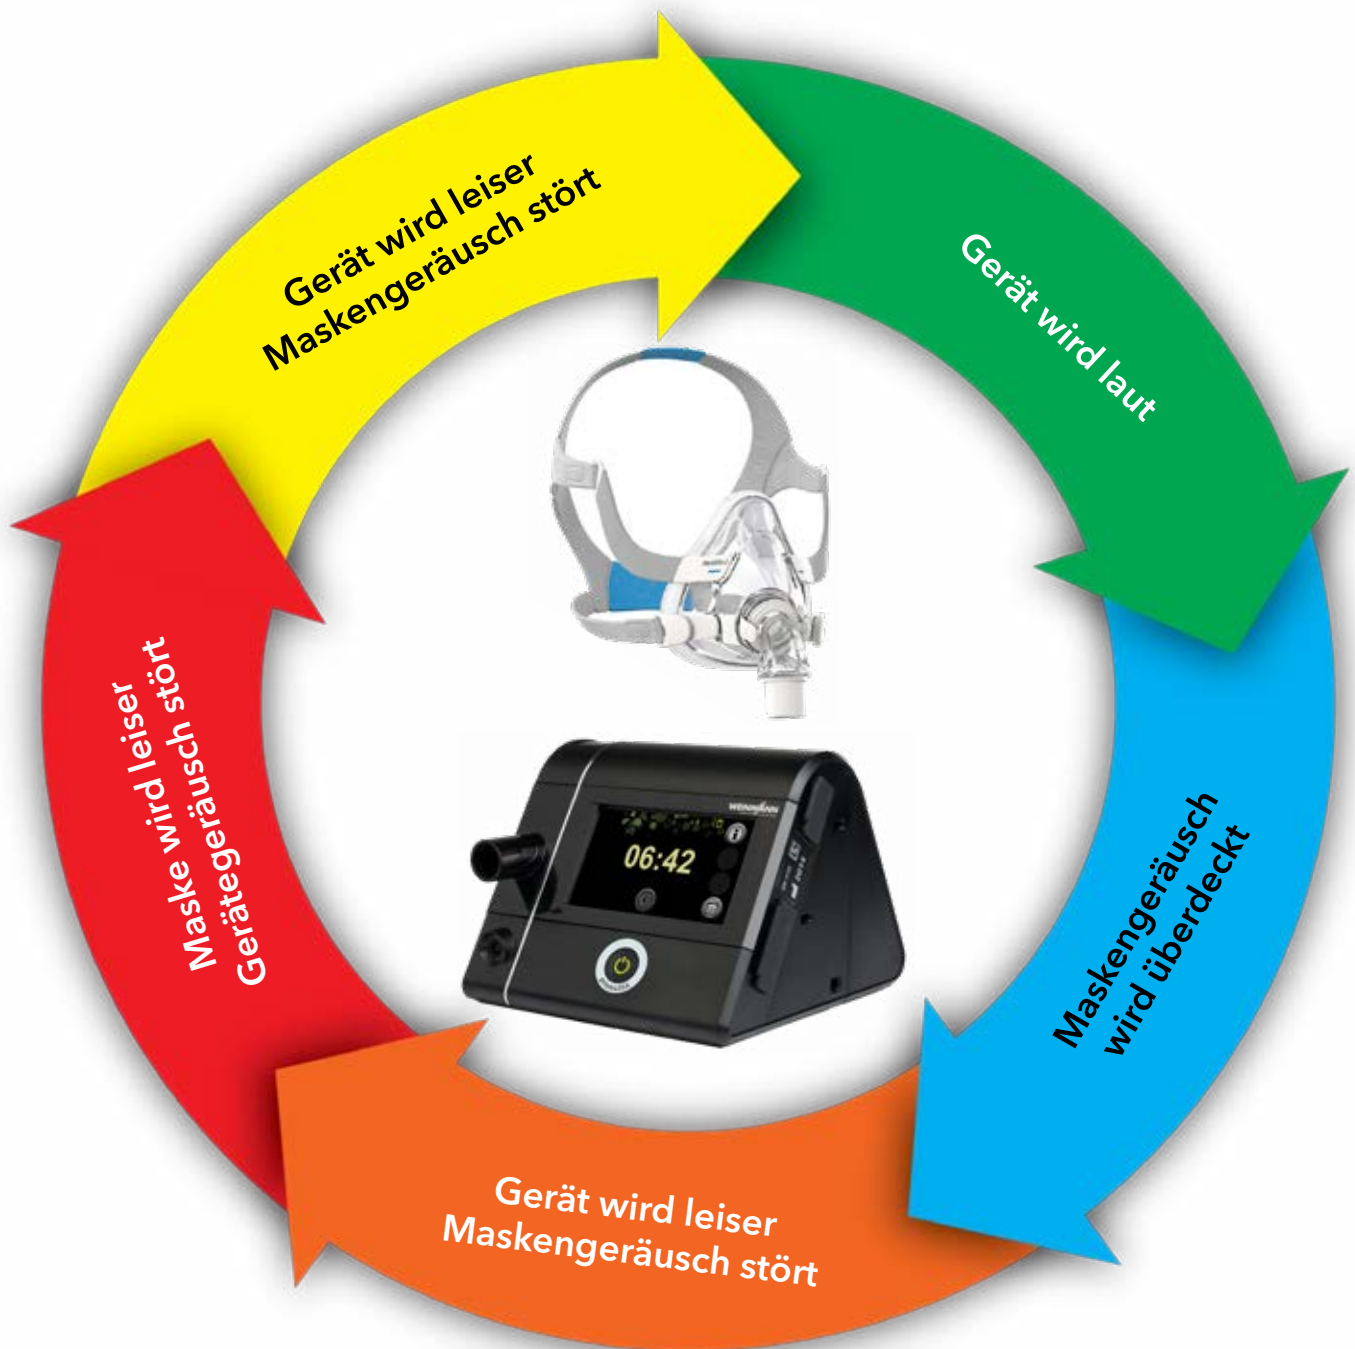 Gerät wird leiser
Maskengeräusch stört
Gerät wird laut
Maskengeräusch
wird überdeckt
Gerät wird leiser
Maskengeräusch stört
Maske wird leiser
Gerätegeräusch stört
WEINMANN
06:42